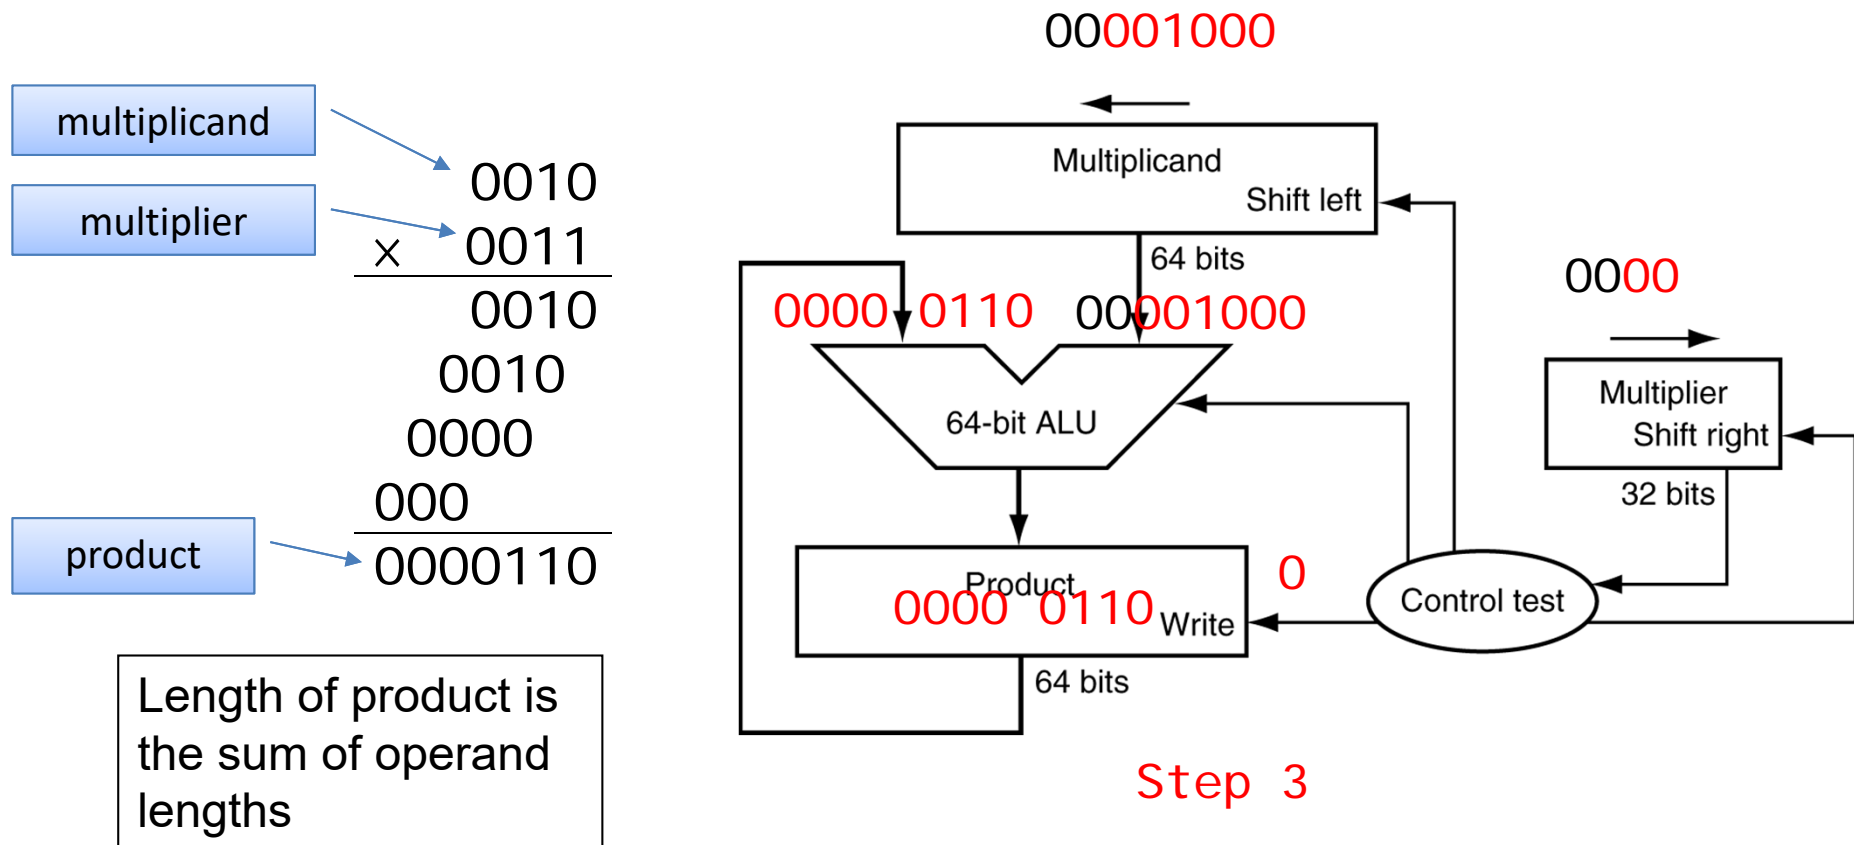 multiplicand
multiplier
0010
x 0011
0010
0010
0000
000
product
0000110
Length of product is
the sum of operand
lengths
00001000
Multiplicand
Shift left
64 bits
0000 0110
00001000
64-bit ALU
0000
Multiplier
Shift right
32 bits
Product
0000 0110
Write
0
Control test
64 bits
Step 3